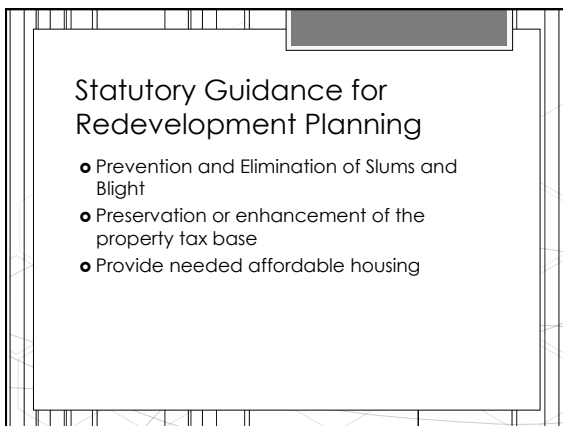 Statutory Guidance for
Redevelopment Planning
Prevention and Elimination of Slums and
Blight
Preservation or enhancement of the
property tax base
Provide needed affordable housing